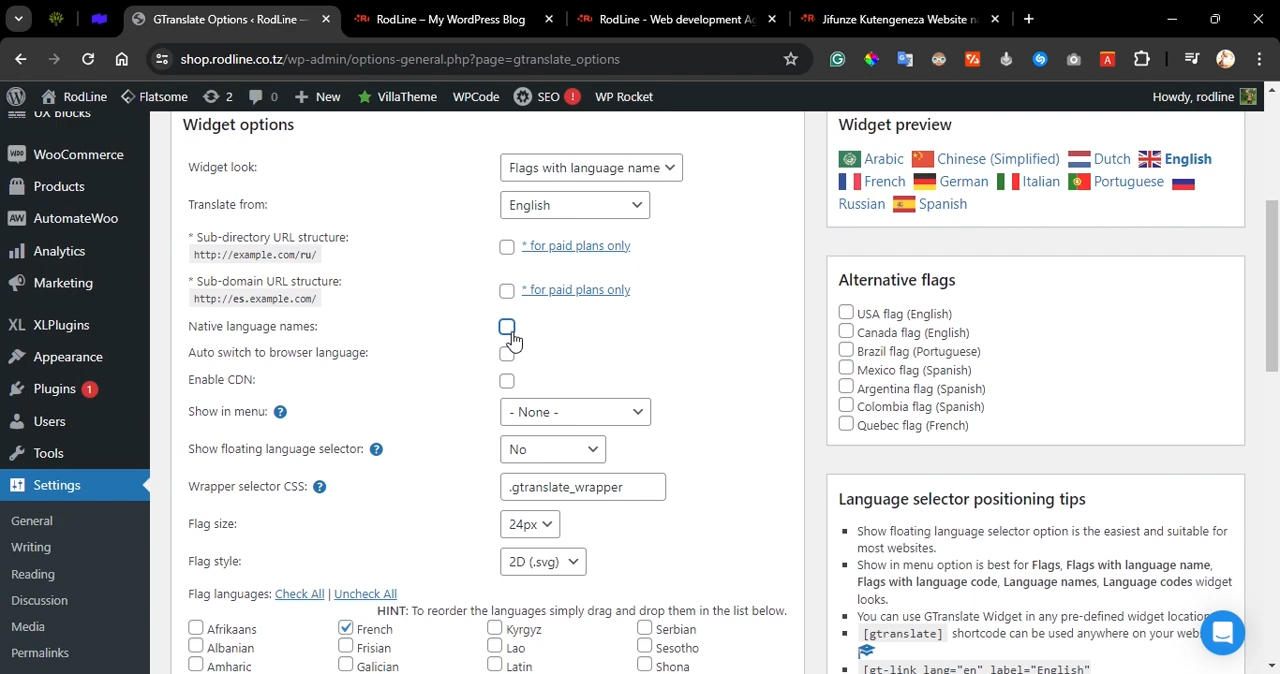 GTranslate Options ‹ RodLine —
RodLine – My WordPress Blog
RodLine - Web development Ag
Jifunze Kutengeneza Website n
shop.rodline.co.tz/wp-admin/options-general.php?page=gtranslate_options
RodLine
Flatsome
2
0
New
VillaTheme
WPCode
SEO
WP Rocket
Howdy, rodline
UX Blocks
WooCommerce
Products
AutomateWoo
Analytics
Marketing
XLPlugins
Appearance
Plugins 1
Users
Tools
Settings
General
Writing
Reading
Discussion
Media
Permalinks
Widget options
Widget look:
Flags with language name
Translate from:
English
* Sub-directory URL structure:
http://example.com/ru/
* for paid plans only
* Sub-domain URL structure:
http://es.example.com/
* for paid plans only
Native language names:
Auto switch to browser language:
Enable CDN:
Show in menu:
- None -
Show floating language selector:
No
Wrapper selector CSS:
.gtranslate_wrapper
Flag size:
24px
Flag style:
2D (.svg)
Flag languages: Check All | Uncheck All
HINT: To reorder the languages simply drag and drop them in the list below.
Afrikaans
French
Kyrgyz
Serbian
Albanian
Frisian
Lao
Sesotho
Amharic
Galician
Latin
Shona
Widget preview
Arabic Chinese (Simplified) Dutch English
French German Italian Portuguese
Russian Spanish
Alternative flags
USA flag (English)
Canada flag (English)
Brazil flag (Portuguese)
Mexico flag (Spanish)
Argentina flag (Spanish)
Colombia flag (Spanish)
Quebec flag (French)
Language selector positioning tips
Show floating language selector option is the easiest and suitable for
most websites.
Show in menu option is best for Flags, Flags with language name,
Flags with language code, Language names, Language codes widget
looks.
You can use GTranslate Widget in any pre-defined widget location
[gtranslate] shortcode can be used anywhere on your
[gt-link lang="en" label="English"